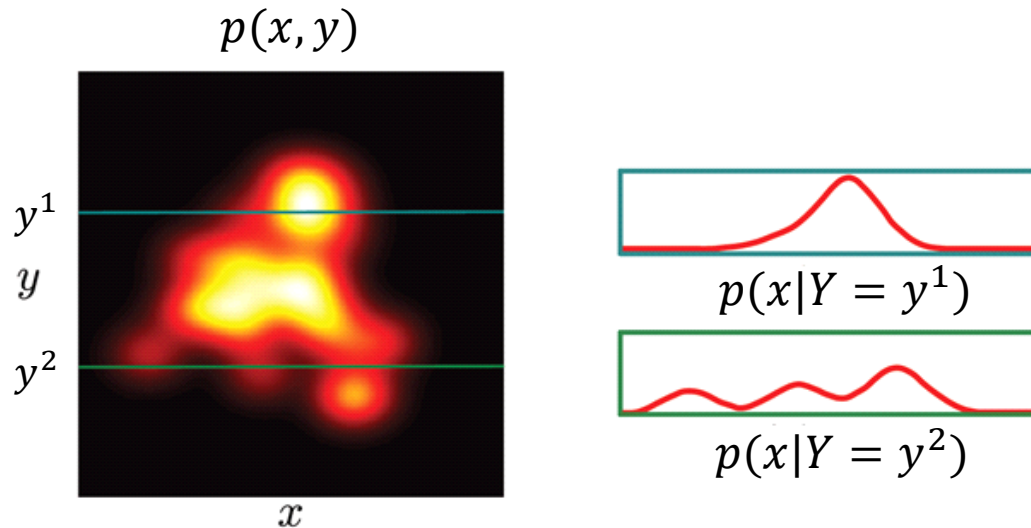 p(x, y)
y¹
y
y²
x
p(x|Y = y¹)
p(x|Y = y²)